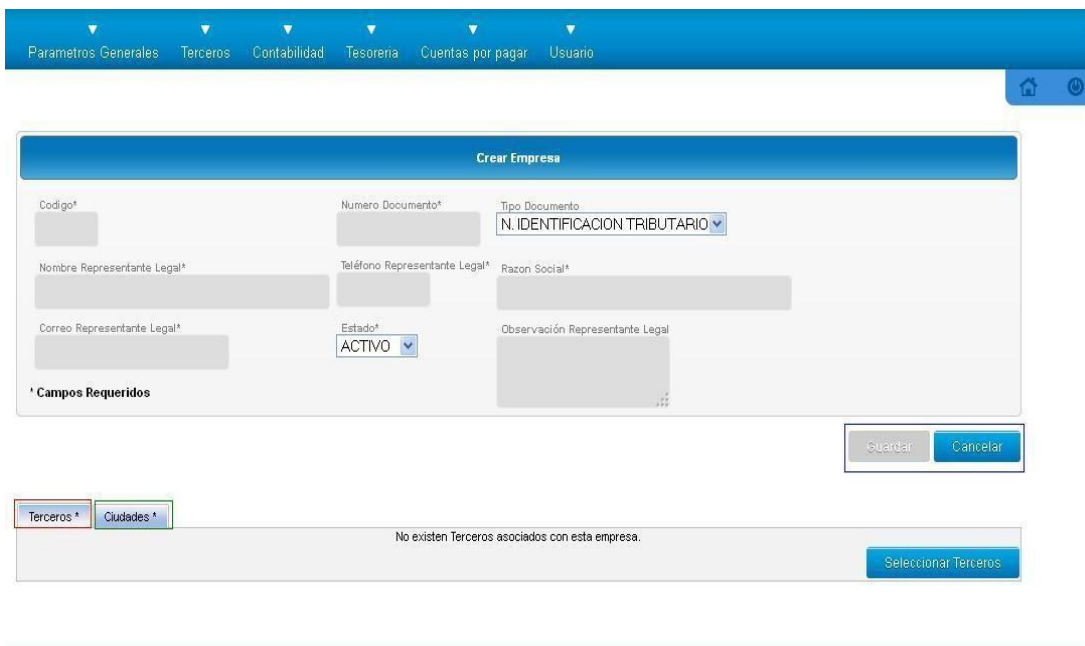 Parametros Generales Terceros Contabilidad Tesoreria Cuentas por pagar Usuario
Crear Empresa
Codigo* Numero Documento* Tipo Documento
N. IDENTIFICACION TRIBUTARIO
Nombre Representante Legal* Teléfono Representante Legal* Razon Social*
Correo Representante Legal* Estado* Observación Representante Legal
ACTIVO
* Campos Requeridos
Guardar Cancelar
Terceros * Ciudades *
No existen Terceros asociados con esta empresa.
Seleccionar Terceros